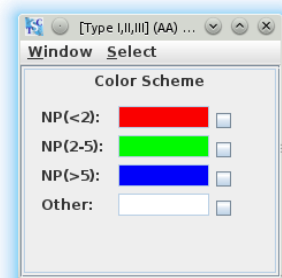 [Type I,II,III] (AA) ...
Window Select
Color Scheme
NP(<2):
NP(2-5):
NP(>5):
Other: